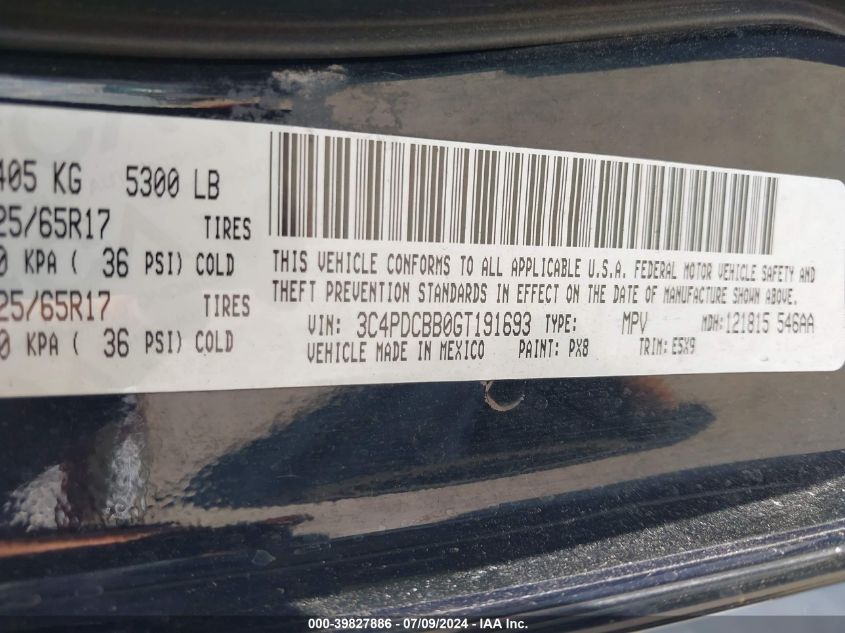 405 KG 5300 LB
25/65R17 TIRES
0 KPA ( 36 PSI) COLD
25/65R17 TIRES
0 KPA ( 36 PSI) COLD
THIS VEHICLE CONFORMS TO ALL APPLICABLE U.S.A. FEDERAL MOTOR VEHICLE SAFETY AND
THEFT PREVENTION STANDARDS IN EFFECT ON THE DATE OF MANUFACTURE SHOWN ABOVE.
VIN: 3C4PDCBB0GT191693 TYPE: MPV MDH:121815 546AA
VEHICLE MADE IN MEXICO PAINT: PX8 TRIM: E5X9
000-39827886 | 07/09/2024 - IAA, Inc.